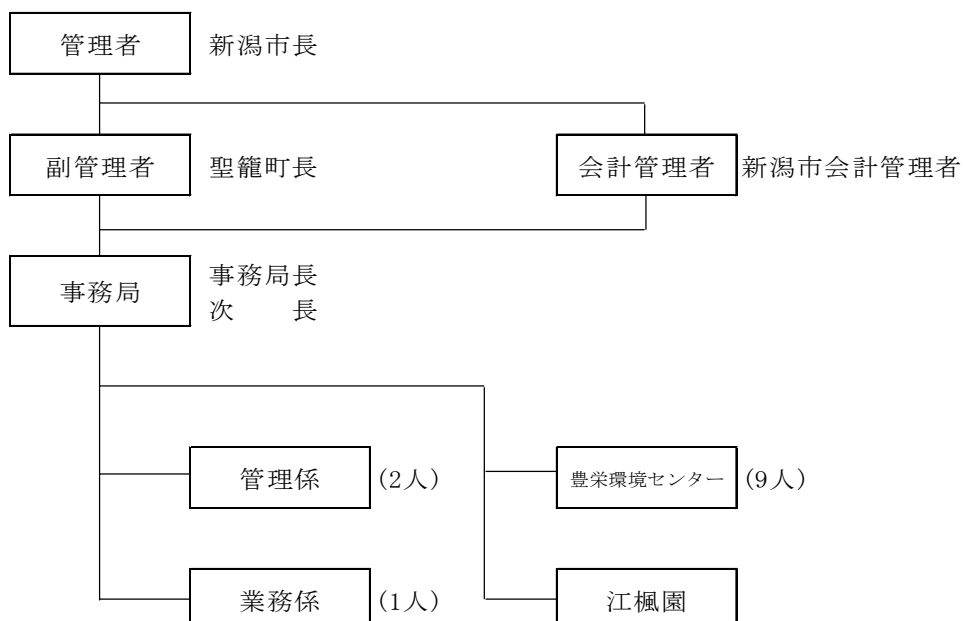 管理者 新潟市長
副管理者 聖籠町長 会計管理者 新潟市会計管理者
事務局 事務局長
次　　長
管理係 (2人) 豊栄環境センター (9人)
業務係 (1人) 江楓園